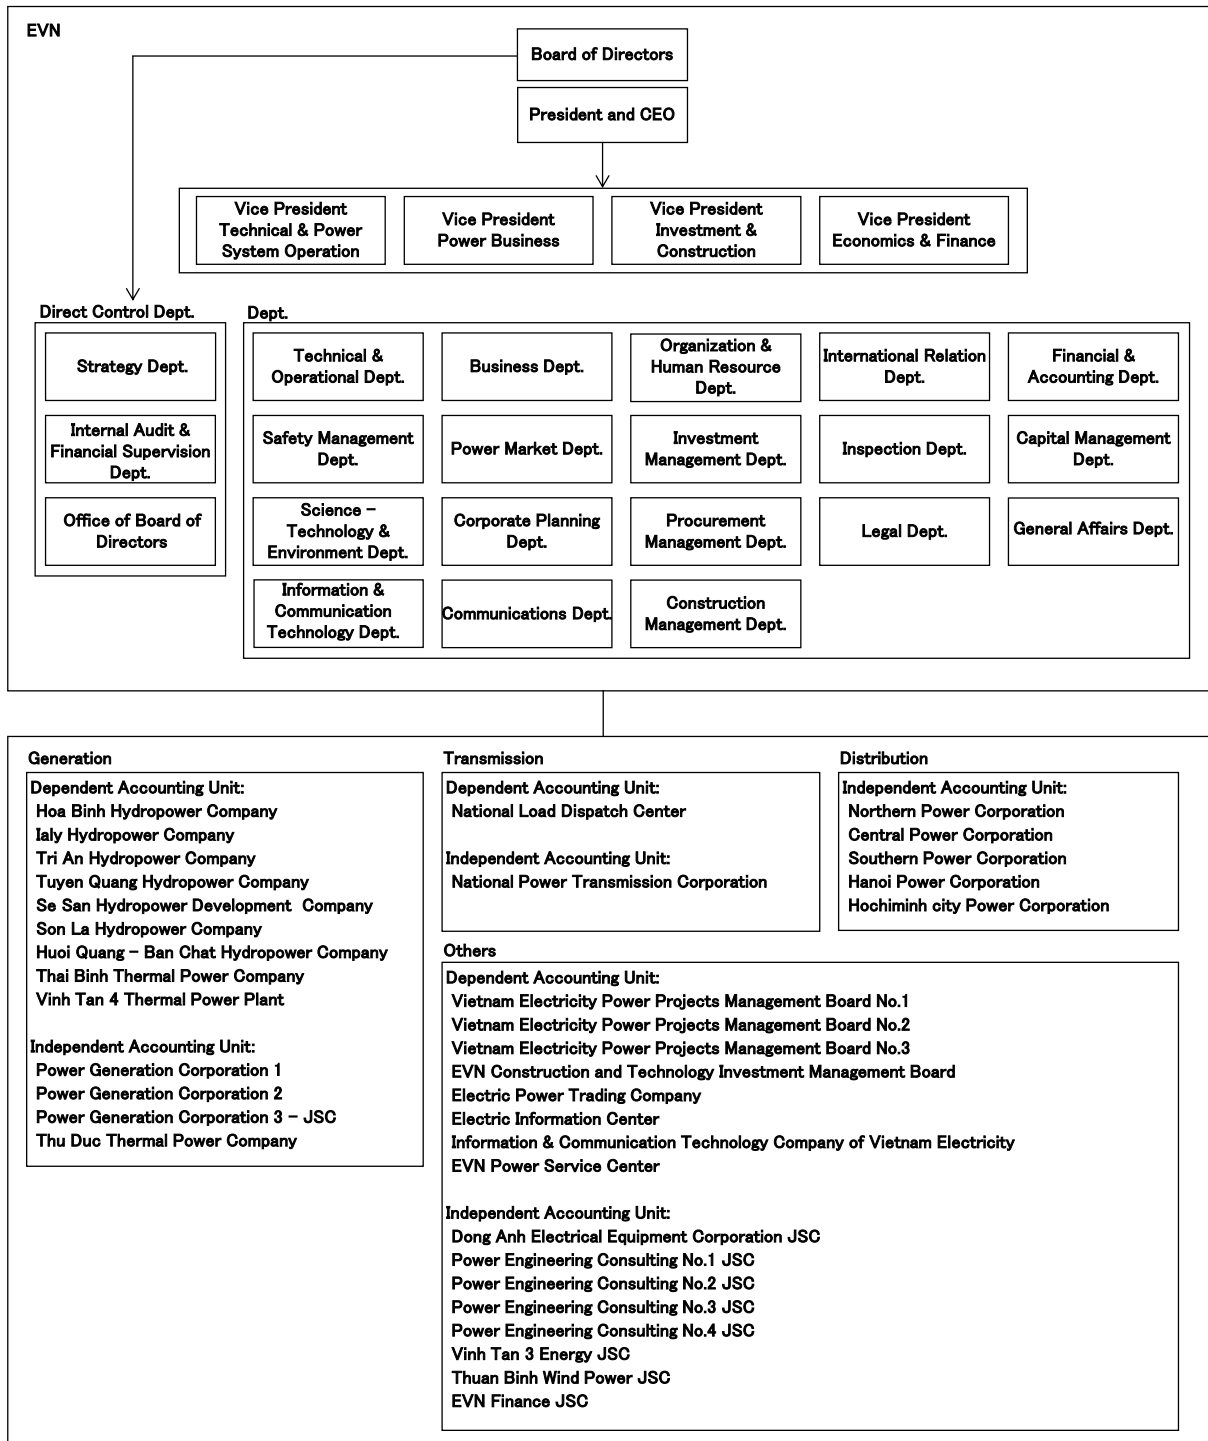 EVN
Board of Directors
President and CEO
Vice President
Technical & Power
System Operation
Vice President
Power Business
Vice President
Investment &
Construction
Vice President
Economics & Finance
Direct Control Dept.
Strategy Dept.
Internal Audit &
Financial Supervision
Dept.
Office of Board of
Directors
Dept.
Technical &
Operational Dept.
Business Dept.
Organization &
Human Resource
Dept.
International Relation
Dept.
Financial &
Accounting Dept.
Safety Management
Dept.
Power Market Dept.
Investment
Management Dept.
Inspection Dept.
Capital Management
Dept.
Science –
Technology &
Environment Dept.
Corporate Planning
Dept.
Procurement
Management Dept.
Legal Dept.
General Affairs Dept.
Information &
Communication
Technology Dept.
Communications Dept.
Construction
Management Dept.
Generation
Dependent Accounting Unit:
Hoa Binh Hydropower Company
Ialy Hydropower Company
Tri An Hydropower Company
Tuyen Quang Hydropower Company
Se San Hydropower Development Company
Son La Hydropower Company
Huoi Quang – Ban Chat Hydropower Company
Thai Binh Thermal Power Company
Vinh Tan 4 Thermal Power Plant
Independent Accounting Unit:
Power Generation Corporation 1
Power Generation Corporation 2
Power Generation Corporation 3 – JSC
Thu Duc Thermal Power Company
Transmission
Dependent Accounting Unit:
National Load Dispatch Center
Independent Accounting Unit:
National Power Transmission Corporation
Distribution
Independent Accounting Unit:
Northern Power Corporation
Central Power Corporation
Southern Power Corporation
Hanoi Power Corporation
Hochiminh city Power Corporation
Others
Dependent Accounting Unit:
Vietnam Electricity Power Projects Management Board No.1
Vietnam Electricity Power Projects Management Board No.2
Vietnam Electricity Power Projects Management Board No.3
EVN Construction and Technology Investment Management Board
Electric Power Trading Company
Electric Information Center
Information & Communication Technology Company of Vietnam Electricity
EVN Power Service Center
Independent Accounting Unit:
Dong Anh Electrical Equipment Corporation JSC
Power Engineering Consulting No.1 JSC
Power Engineering Consulting No.2 JSC
Power Engineering Consulting No.3 JSC
Power Engineering Consulting No.4 JSC
Vinh Tan 3 Energy JSC
Thuan Binh Wind Power JSC
EVN Finance JSC